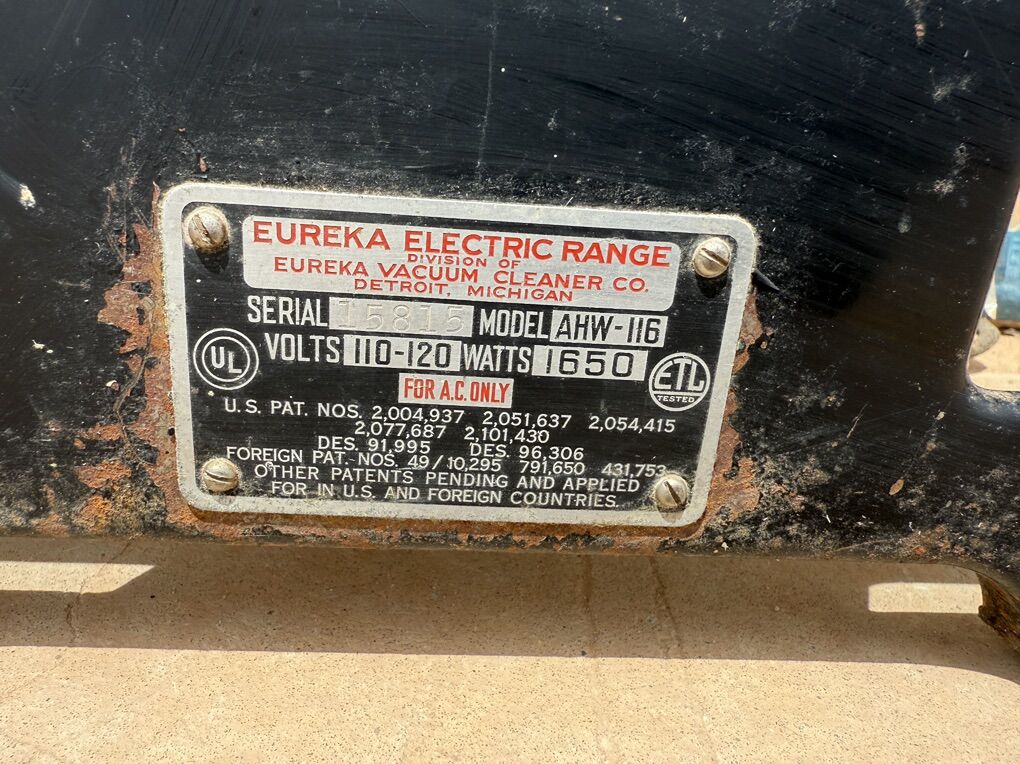 EUREKA ELECTRIC RANGE
DIVISION OF
EUREKA VACUUM CLEANER CO.
DETROIT, MICHIGAN
SERIAL 15815 MODEL AHW-116
UL VOLTS 110-120 WATTS 1650 ETL TESTED
FOR A.C. ONLY
U.S. PAT. NOS. 2,004,937 2,051,637 2,054,415
2,077,687 2,101,430
DES. 91,995 DES. 96,306
FOREIGN PAT. NOS. 49/10,295 791,650 431,753
OTHER PATENTS PENDING AND APPLIED
FOR IN U.S. AND FOREIGN COUNTRIES.